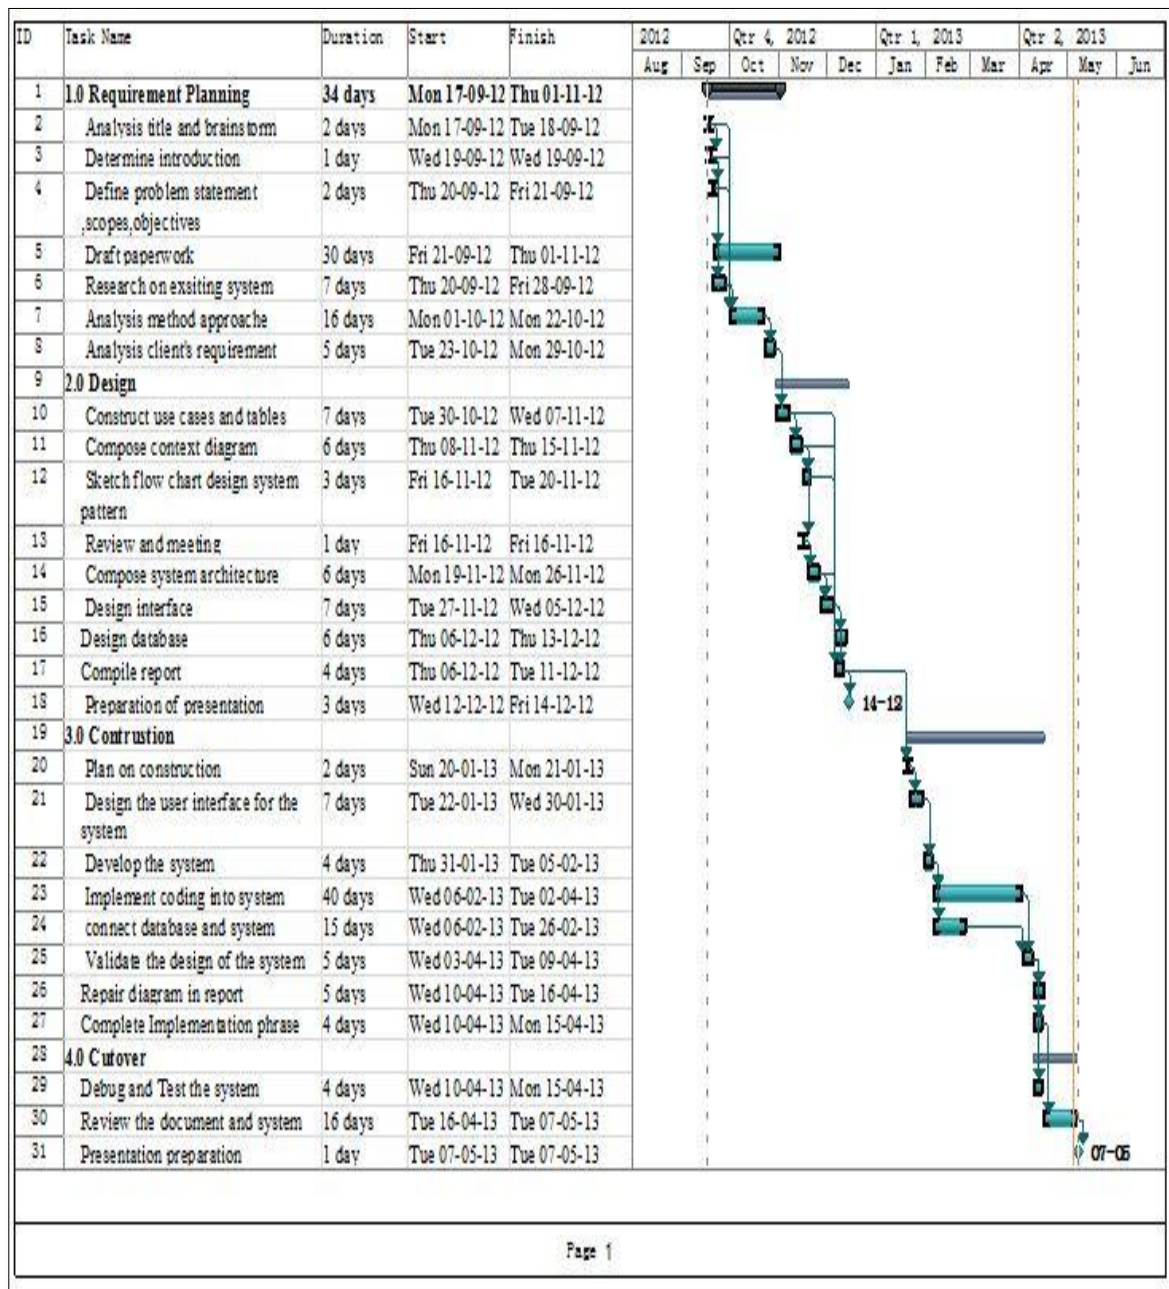 ID Task Name Duration Start Finish 2012 Qtr 4, 2012 Qtr 1, 2013 Qtr 2, 2013
Aug Sep Oct Nov Dec Jan Feb Mar Apr May Jun
1 1.0 Requirement Planning 34 days Mon 17-09-12 Thu 01-11-12
2 Analysis title and brainstorm 2 days Mon 17-09-12 Tue 18-09-12
3 Determine introduction 1 day Wed 19-09-12 Wed 19-09-12
4 Define problem statement 2 days Thu 20-09-12 Fri 21-09-12
,scopes,objectives
5 Draft paperwork 30 days Fri 21-09-12 Thu 01-11-12
6 Research on exsiting system 7 days Thu 20-09-12 Fri 28-09-12
7 Analysis method approache 16 days Mon 01-10-12 Mon 22-10-12
8 Analysis client's requirement 5 days Tue 23-10-12 Mon 29-10-12
9 2.0 Design
10 Construct use cases and tables 7 days Tue 30-10-12 Wed 07-11-12
11 Compose context diagram 6 days Thu 08-11-12 Thu 15-11-12
12 Sketch flow chart design system 3 days Fri 16-11-12 Tue 20-11-12
pattern
13 Review and meeting 1 day Fri 16-11-12 Fri 16-11-12
14 Compose system architecture 6 days Mon 19-11-12 Mon 26-11-12
15 Design interface 7 days Tue 27-11-12 Wed 05-12-12
16 Design database 6 days Thu 06-12-12 Thu 13-12-12
17 Compile report 4 days Thu 06-12-12 Tue 11-12-12
18 Preparation of presentation 3 days Wed 12-12-12 Fri 14-12-12 14-12
19 3.0 Contrustion
20 Plan on construction 2 days Sun 20-01-13 Mon 21-01-13
21 Design the user interface for the 7 days Tue 22-01-13 Wed 30-01-13
system
22 Develop the system 4 days Thu 31-01-13 Tue 05-02-13
23 Implement coding into system 40 days Wed 06-02-13 Tue 02-04-13
24 connect database and system 15 days Wed 06-02-13 Tue 26-02-13
25 Validate the design of the system 5 days Wed 03-04-13 Tue 09-04-13
26 Repair diagram in report 5 days Wed 10-04-13 Tue 16-04-13
27 Complete Implementation phrase 4 days Wed 10-04-13 Mon 15-04-13
28 4.0 Cutover
29 Debug and Test the system 4 days Wed 10-04-13 Mon 15-04-13
30 Review the document and system 16 days Tue 16-04-13 Tue 07-05-13
31 Presentation preparation 1 day Tue 07-05-13 Tue 07-05-13 07-05
Page 1